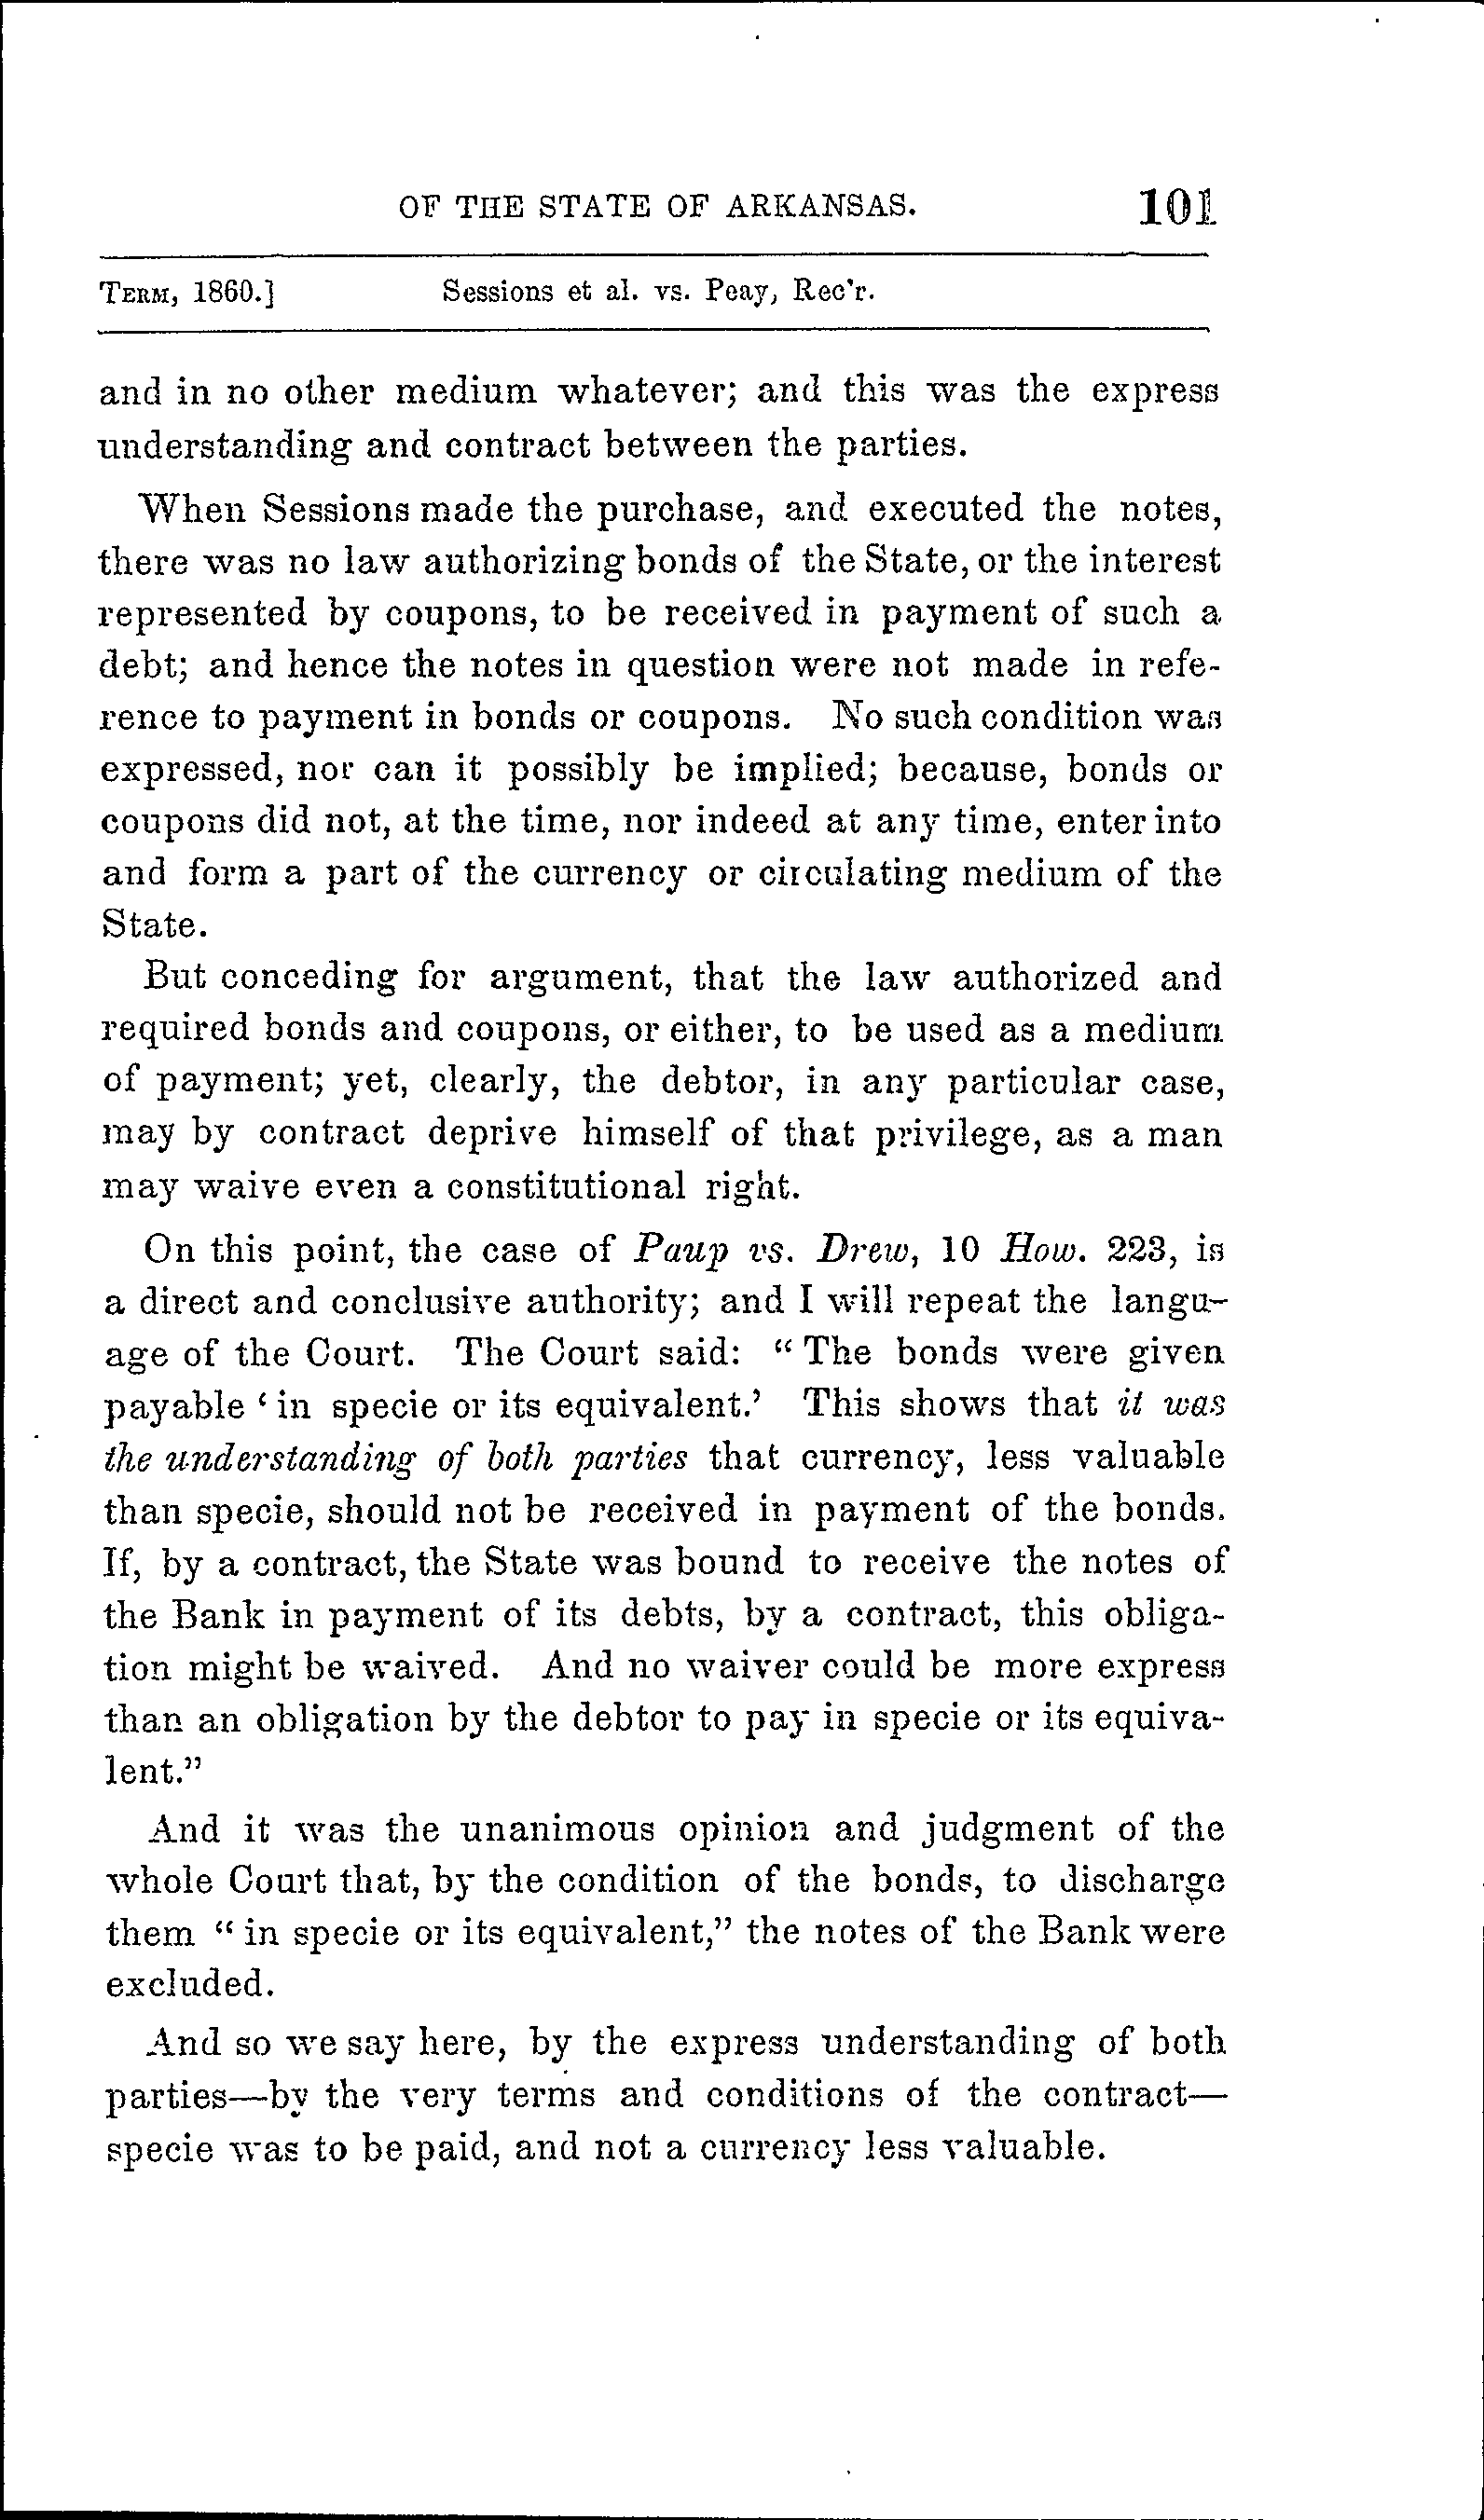 OF THE STATE OF ARKANSAS. 101
TERM, 1860.] Sessions et al. vs. Peay, Rec'r.
and in no other medium whatever; and this was the express
understanding and contract between the parties.
When Sessions made the purchase, and executed the notes,
there was no law authorizing bonds of the State, or the interest
represented by coupons, to be received in payment of such a
debt; and hence the notes in question were not made in refe-
rence to payment in bonds or coupons. No such condition was
expressed, nor can it possibly be implied; because, bonds or
coupons did not, at the time, nor indeed at any time, enter into
and form a part of the currency or circulating medium of the
State.
But conceding for argument, that the law authorized and
required bonds and coupons, or either, to be used as a medium
of payment; yet, clearly, the debtor, in any particular case,
may by contract deprive himself of that privilege, as a man
may waive even a constitutional right.
On this point, the case of Paup vs. Drew, 10 How. 223, is
a direct and conclusive authority; and I will repeat the langu-
age of the Court. The Court said: “ The bonds were given
payable ‘ in specie or its equivalent.’ This shows that it was
the understanding of both parties that currency, less valuable
than specie, should not be received in payment of the bonds.
If, by a contract, the State was bound to receive the notes of
the Bank in payment of its debts, by a contract, this obliga-
tion might be waived. And no waiver could be more express
than an obligation by the debtor to pay in specie or its equiva-
lent.”
And it was the unanimous opinion and judgment of the
whole Court that, by the condition of the bonds, to discharge
them “ in specie or its equivalent,” the notes of the Bank were
excluded.
And so we say here, by the express understanding of both
parties—by the very terms and conditions of the contract—
specie was to be paid, and not a currency less valuable.